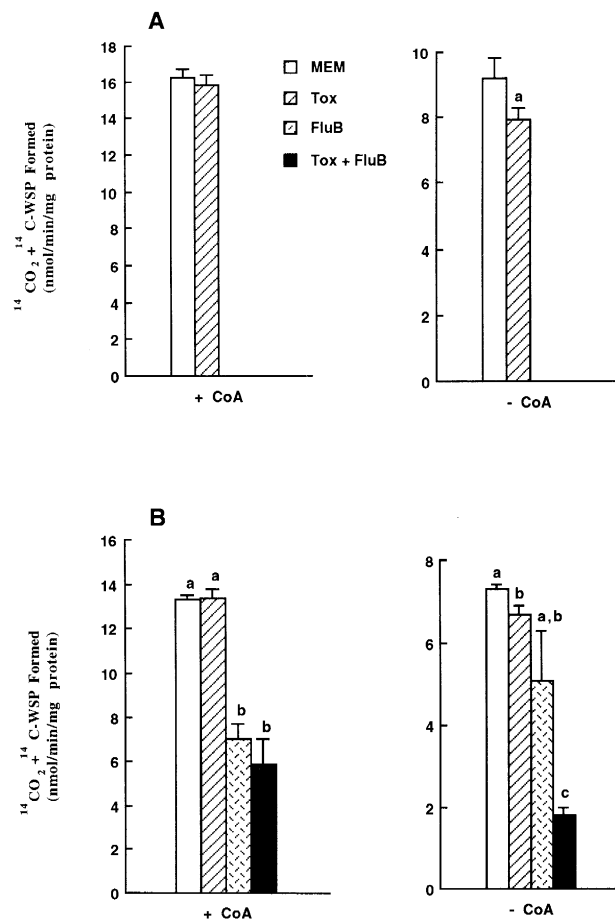 A
18
16
14
12
10
8
6
4
2
0
14CO2 + 14C-WSP Formed
(nmol/min/mg protein)
+ CoA
MEM
Tox
FluB
Tox + FluB
10
8
6
4
2
0
a
- CoA
B
16
14
12
10
8
6
4
2
0
14CO2 + 14C-WSP Formed
(nmol/min/mg protein)
a
a
b
b
+ CoA
8
6
4
2
0
a
b
a,b
c
- CoA